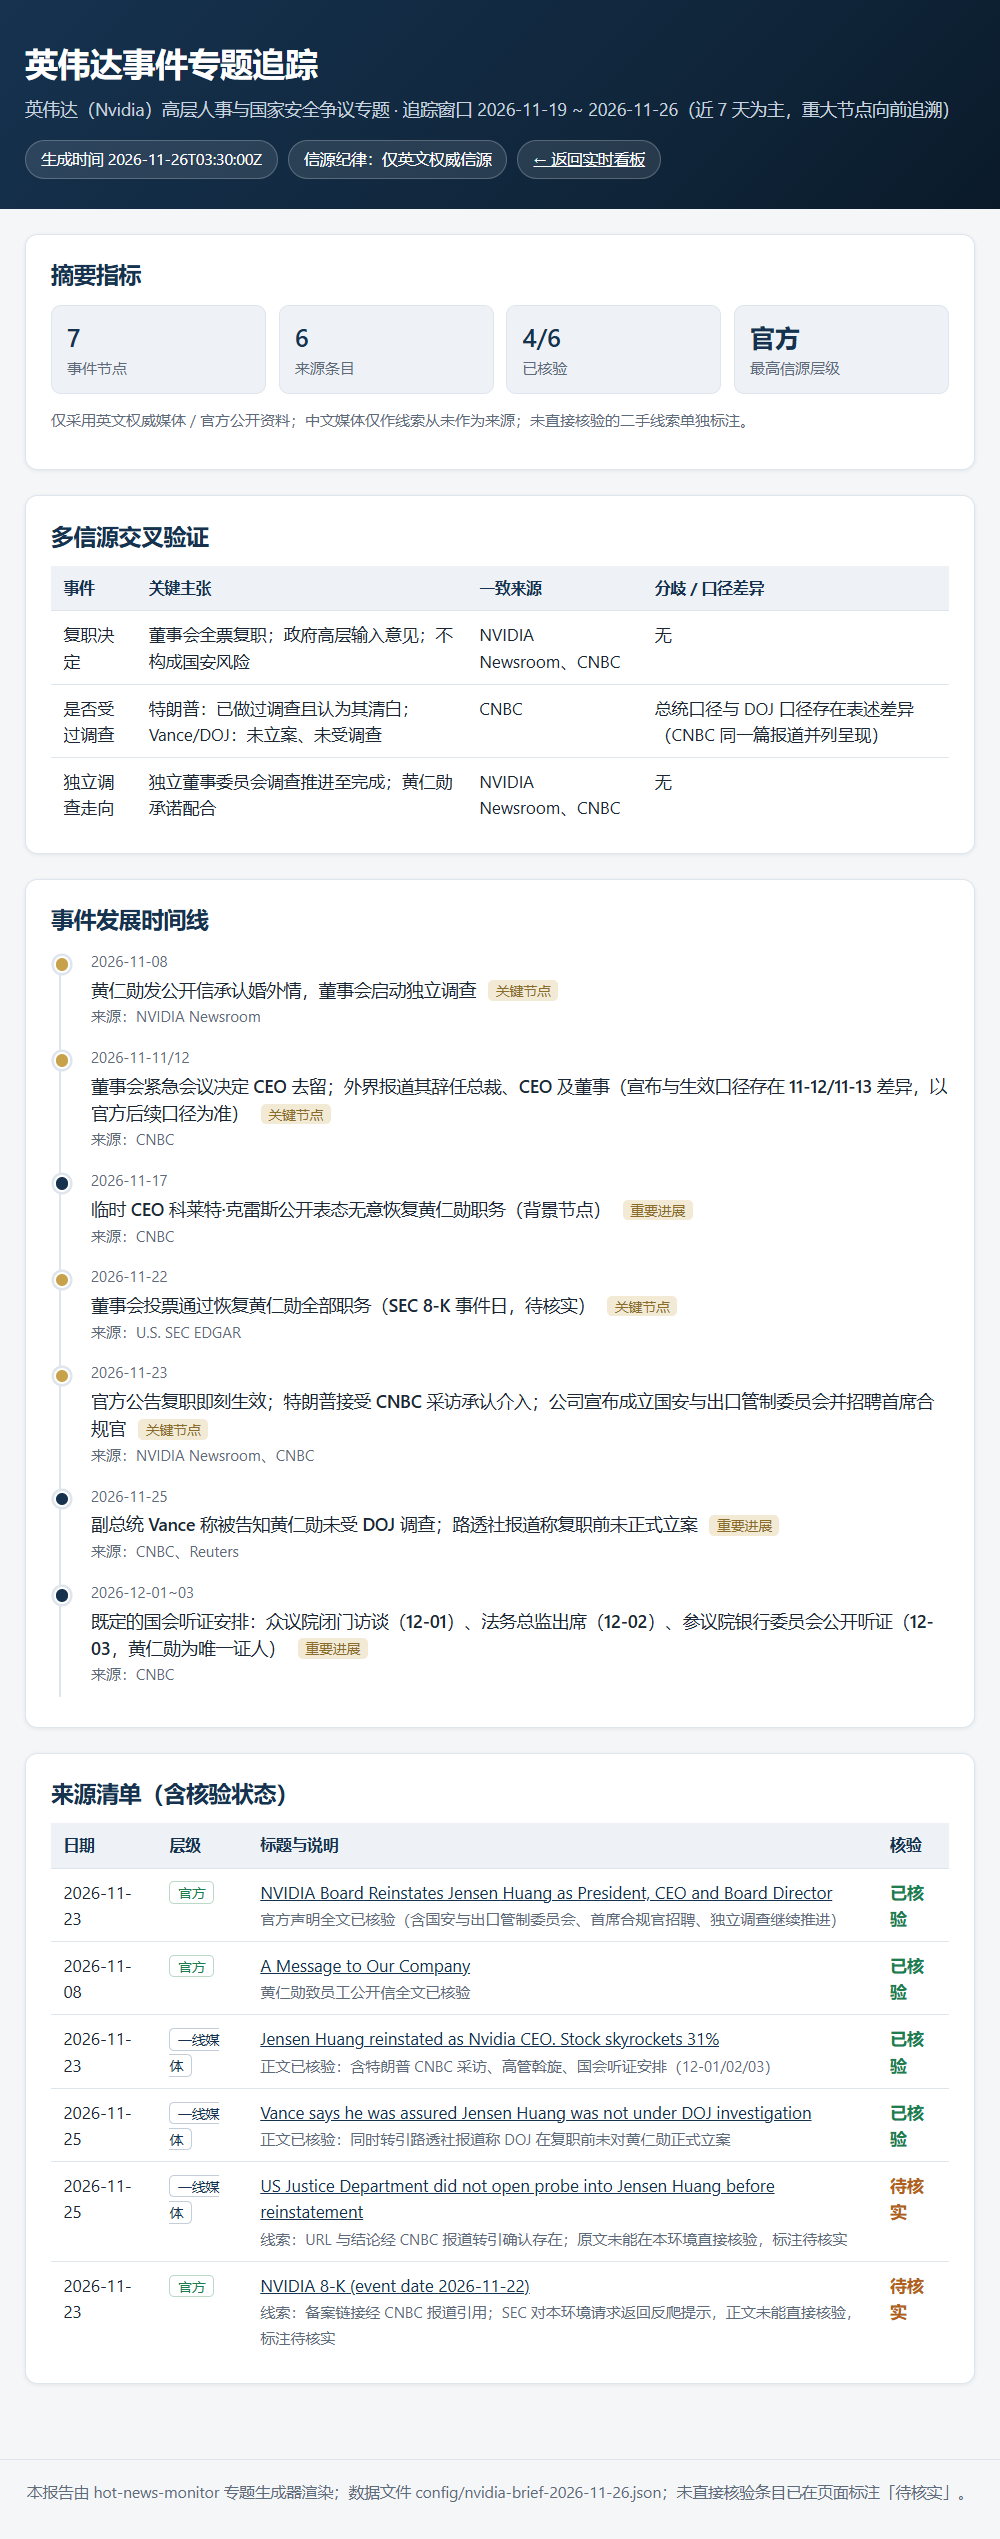 英伟达事件专题追踪
英伟达（Nvidia）高层人事与国家安全争议专题 · 追踪窗口 2026-11-19 ~ 2026-11-26（近 7 天为主，重大节点向前追溯）
生成时间 2026-11-26T03:30:00Z
信源纪律：仅英文权威信源
← 返回实时看板
摘要指标
7
事件节点
6
来源条目
4/6
已核验
官方
最高信源层级
仅采用英文权威媒体 / 官方公开资料；中文媒体仅作线索从未作为来源；未直接核验的二手线索单独标注。
多信源交叉验证
事件 关键主张 一致来源 分歧 / 口径差异
复职决
定
董事会全票复职；政府高层输入意见；不
构成国安风险
NVIDIA
Newsroom、CNBC
无
是否受
过调查
特朗普：已做过调查且认为其清白；
Vance/DOJ：未立案、未受调查
CNBC
总统口径与 DOJ 口径存在表述差异
（CNBC 同一篇报道并列呈现）
独立调
查走向
独立董事委员会调查推进至完成；黄仁勋
承诺配合
NVIDIA
Newsroom、CNBC
无
事件发展时间线
2026-11-08
黄仁勋发公开信承认婚外情，董事会启动独立调查 关键节点
来源：NVIDIA Newsroom
2026-11-11/12
董事会紧急会议决定 CEO 去留；外界报道其辞任总裁、CEO 及董事（宣布与生效口径存在 11-12/11-13 差异，以
官方后续口径为准） 关键节点
来源：CNBC
2026-11-17
临时 CEO 科莱特·克雷斯公开表态无意恢复黄仁勋职务（背景节点） 重要进展
来源：CNBC
2026-11-22
董事会投票通过恢复黄仁勋全部职务（SEC 8-K 事件日，待核实） 关键节点
来源：U.S. SEC EDGAR
2026-11-23
官方公告复职即刻生效；特朗普接受 CNBC 采访承认介入；公司宣布成立国安与出口管制委员会并招聘首席合
规官 关键节点
来源：NVIDIA Newsroom、CNBC
2026-11-25
副总统 Vance 称被告知黄仁勋未受 DOJ 调查；路透社报道称复职前未正式立案 重要进展
来源：CNBC、Reuters
2026-12-01~03
既定的国会听证安排：众议院闭门访谈（12-01）、法务总监出席（12-02）、参议院银行委员会公开听证（12-
03，黄仁勋为唯一证人） 重要进展
来源：CNBC
来源清单（含核验状态）
日期 层级 标题与说明 核验
2026-11-
23
官方
NVIDIA Board Reinstates Jensen Huang as President, CEO and Board Director
官方声明全文已核验（含国安与出口管制委员会、首席合规官招聘、独立调查继续推进）
已核
验
2026-11-
08
官方
A Message to Our Company
黄仁勋致员工公开信全文已核验
已核
验
2026-11-
23
一线媒
体
Jensen Huang reinstated as Nvidia CEO. Stock skyrockets 31%
正文已核验：含特朗普 CNBC 采访、高管斡旋、国会听证安排（12-01/02/03）
已核
验
2026-11-
25
一线媒
体
Vance says he was assured Jensen Huang was not under DOJ investigation
正文已核验：同时转引路透社报道称 DOJ 在复职前未对黄仁勋正式立案
已核
验
2026-11-
25
一线媒
体
US Justice Department did not open probe into Jensen Huang before
reinstatement
线索：URL 与结论经 CNBC 报道转引确认存在；原文未能在本环境直接核验，标注待核实
待核
实
2026-11-
23
官方
NVIDIA 8-K (event date 2026-11-22)
线索：备案链接经 CNBC 报道引用；SEC 对本环境请求返回反爬提示，正文未能直接核验，
标注待核实
待核
实
本报告由 hot-news-monitor 专题生成器渲染；数据文件 config/nvidia-brief-2026-11-26.json；未直接核验条目已在页面标注「待核实」。